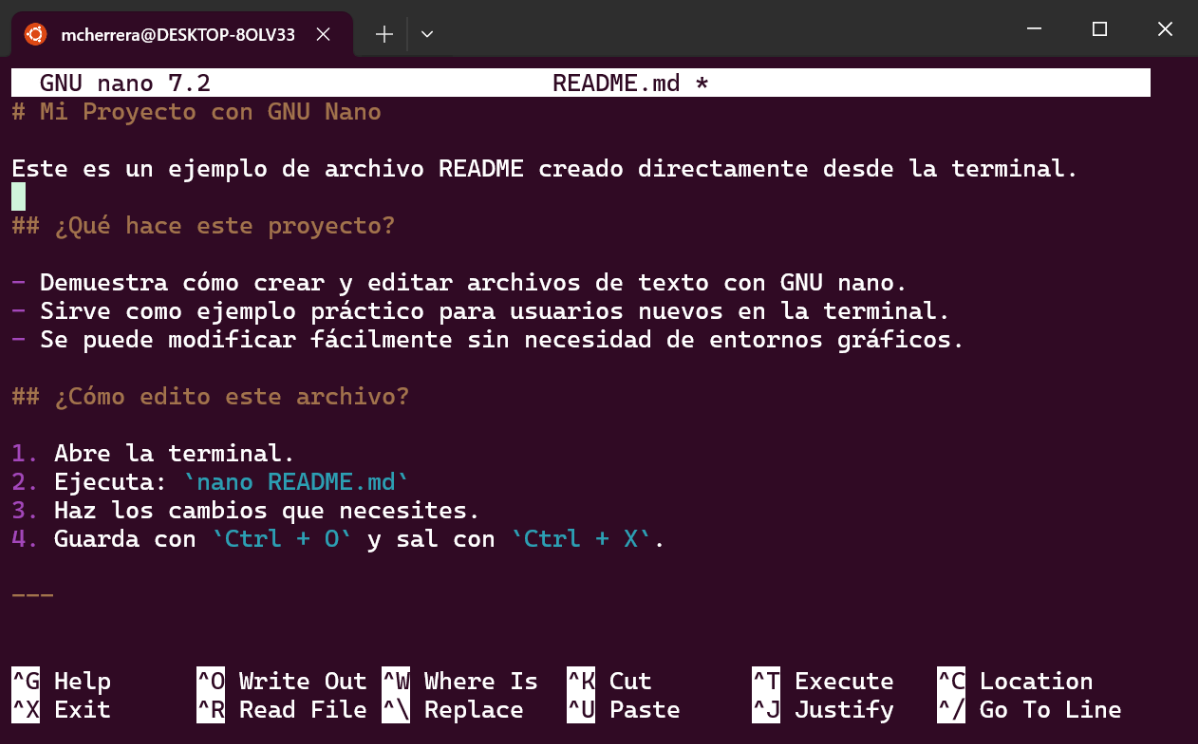 mcherrera@DESKTOP-8OLV33
GNU nano 7.2 README.md *
# Mi Proyecto con GNU Nano
Este es un ejemplo de archivo README creado directamente desde la terminal.
## ¿Qué hace este proyecto?
- Demuestra cómo crear y editar archivos de texto con GNU nano.
- Sirve como ejemplo práctico para usuarios nuevos en la terminal.
- Se puede modificar fácilmente sin necesidad de entornos gráficos.
## ¿Cómo edito este archivo?
1. Abre la terminal.
2. Ejecuta: `nano README.md`
3. Haz los cambios que necesites.
4. Guarda con `Ctrl + O` y sal con `Ctrl + X`.
---
^G Help ^O Write Out ^W Where Is ^K Cut ^T Execute ^C Location
^X Exit ^R Read File ^\ Replace ^U Paste ^J Justify ^/ Go To Line